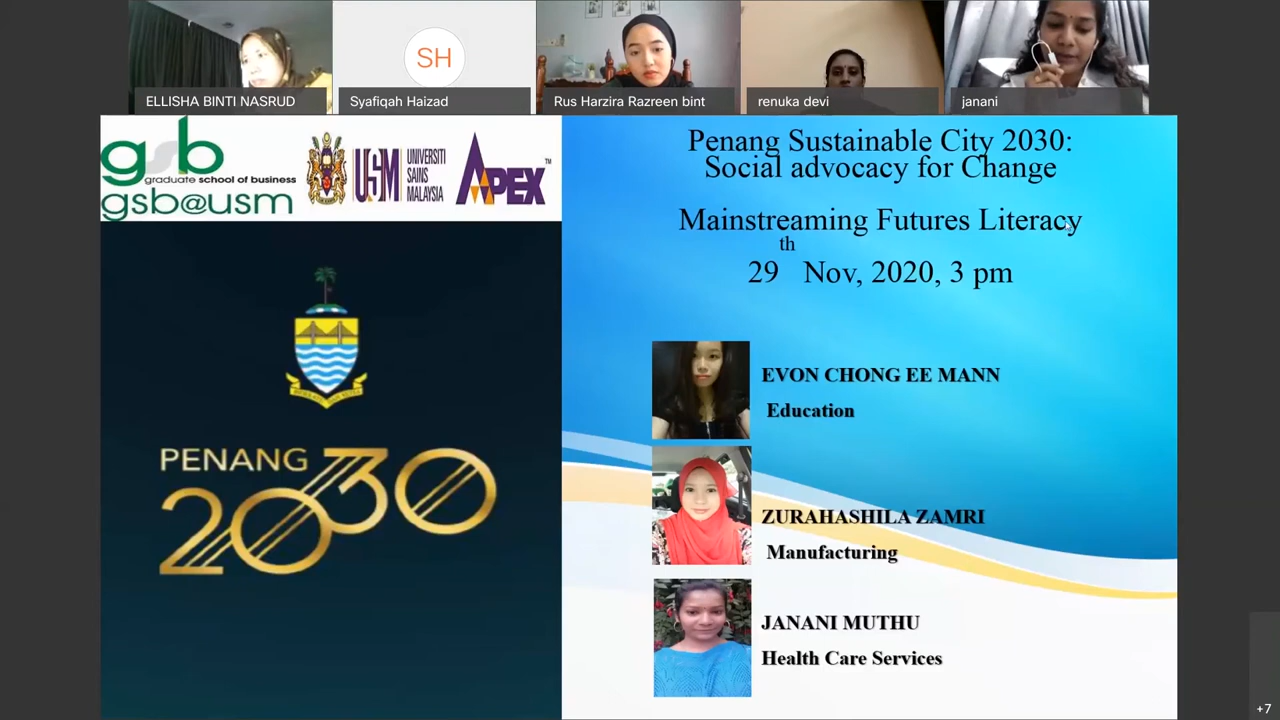 ELLISHA BINTI NASRUD
SH
Syafiqah Haizad
Rus Harzira Razreen bint
renuka devi
janani
gsb
graduate school of business
gsb@usm
USM
UNIVERSITI
SAINS
MALAYSIA
APEX
TM
PENANG
2030
Penang Sustainable City 2030:
Social advocacy for Change
Mainstreaming Futures Literacy
29th Nov, 2020, 3 pm
EVON CHONG EE MANN
Education
ZURAHASHILA ZAMRI
Manufacturing
JANANI MUTHU
Health Care Services
+7